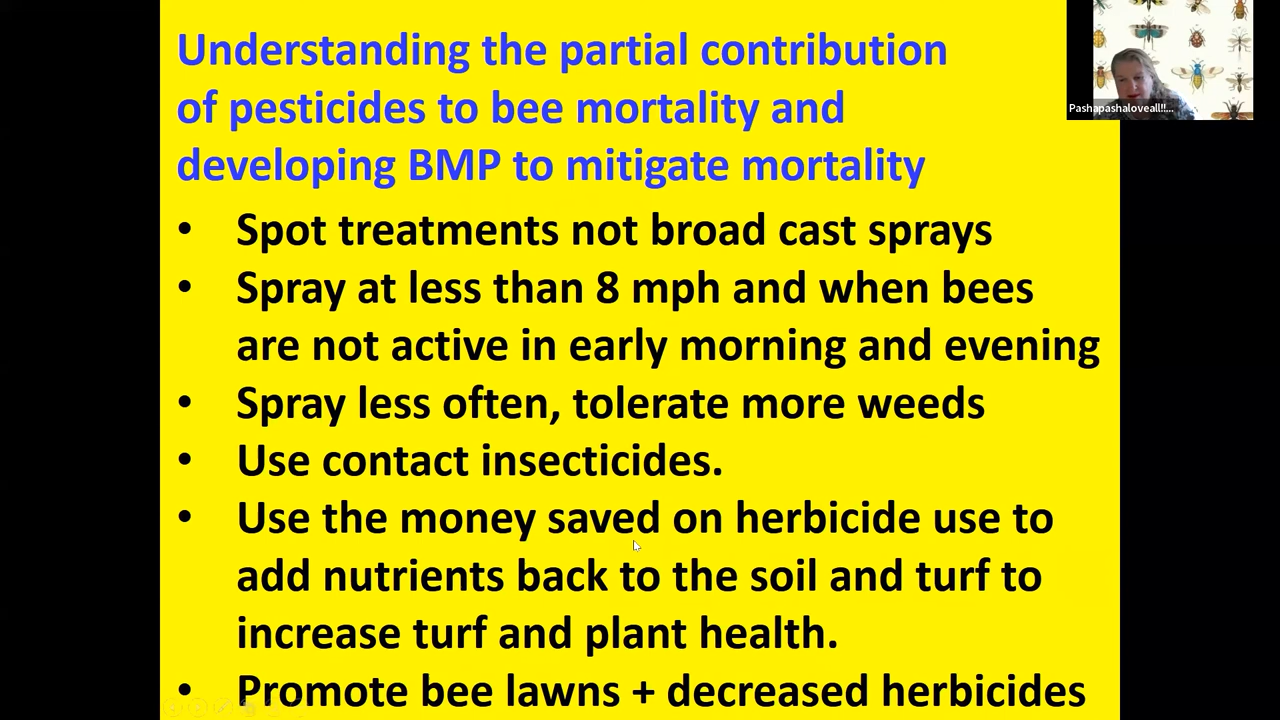 Understanding the partial contribution
of pesticides to bee mortality and
developing BMP to mitigate mortality
• Spot treatments not broad cast sprays
• Spray at less than 8 mph and when bees
are not active in early morning and evening
• Spray less often, tolerate more weeds
• Use contact insecticides.
• Use the money saved on herbicide use to
add nutrients back to the soil and turf to
increase turf and plant health.
• Promote bee lawns + decreased herbicides
Pashapashaloveall!!...